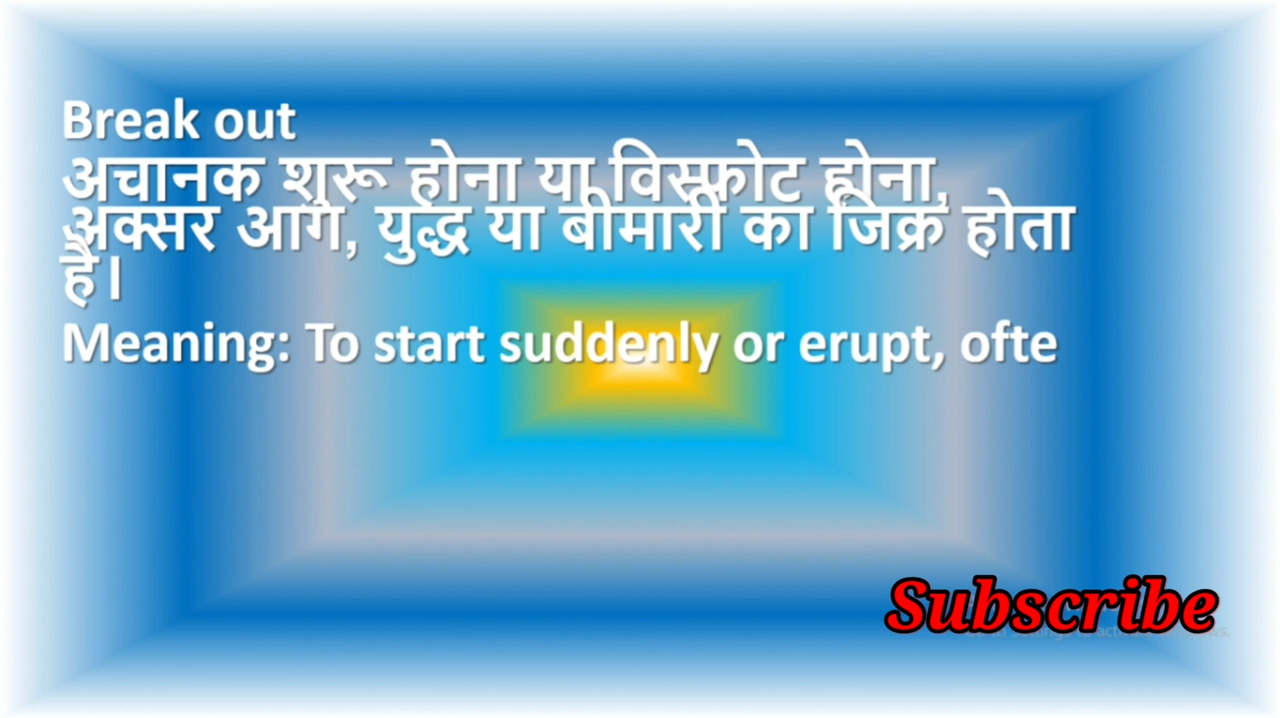 Break out
अचानक शुरू होना या विस्फोट होना,
अक्सर आग, युद्ध या बीमारी का जिक्र होता
है।
Meaning: To start suddenly or erupt, ofte
Subscribe